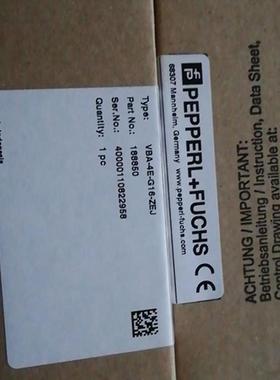 PEPPERL+FUCHS CE
68307 Mannheim, Germany www.pepperl-fuchs.com
Type: VBA-4E-G16-ZEJ
Part No.: 188850
Ser.No.: 40000110822958
Quantity: 1 pc
Indonesia
ACHTUNG / IMPORTANT:
Betriebsanleitung / Instruction, Data Sheet,
Control Drawing available at: